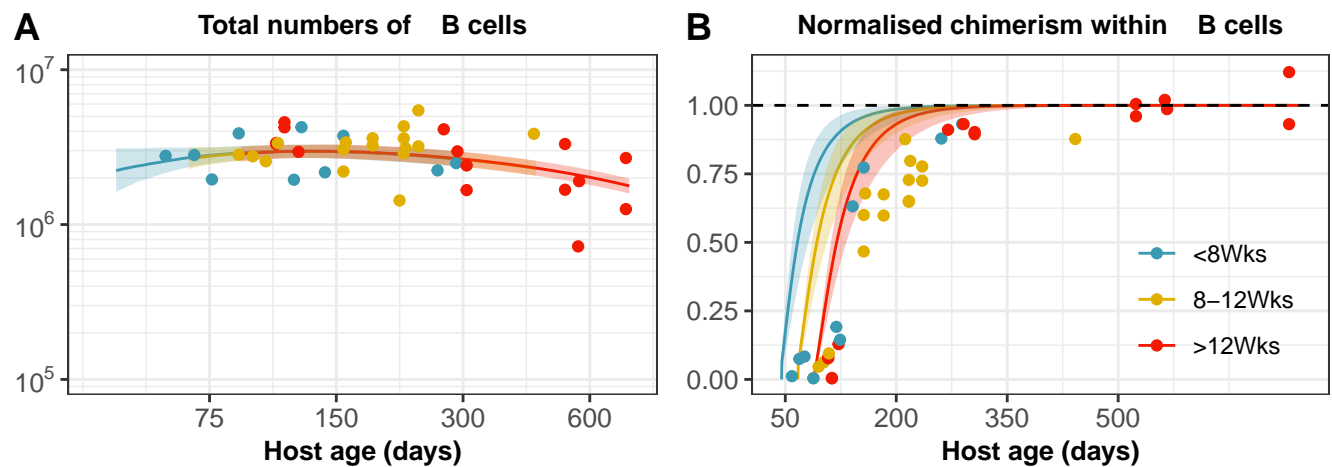 A
Total numbers of B cells
10^7
10^6
10^5
75
150
300
600
Host age (days)
B
Normalised chimerism within B cells
1.00
0.75
0.50
0.25
0.00
50
200
350
500
<8Wks
8–12Wks
>12Wks
Host age (days)